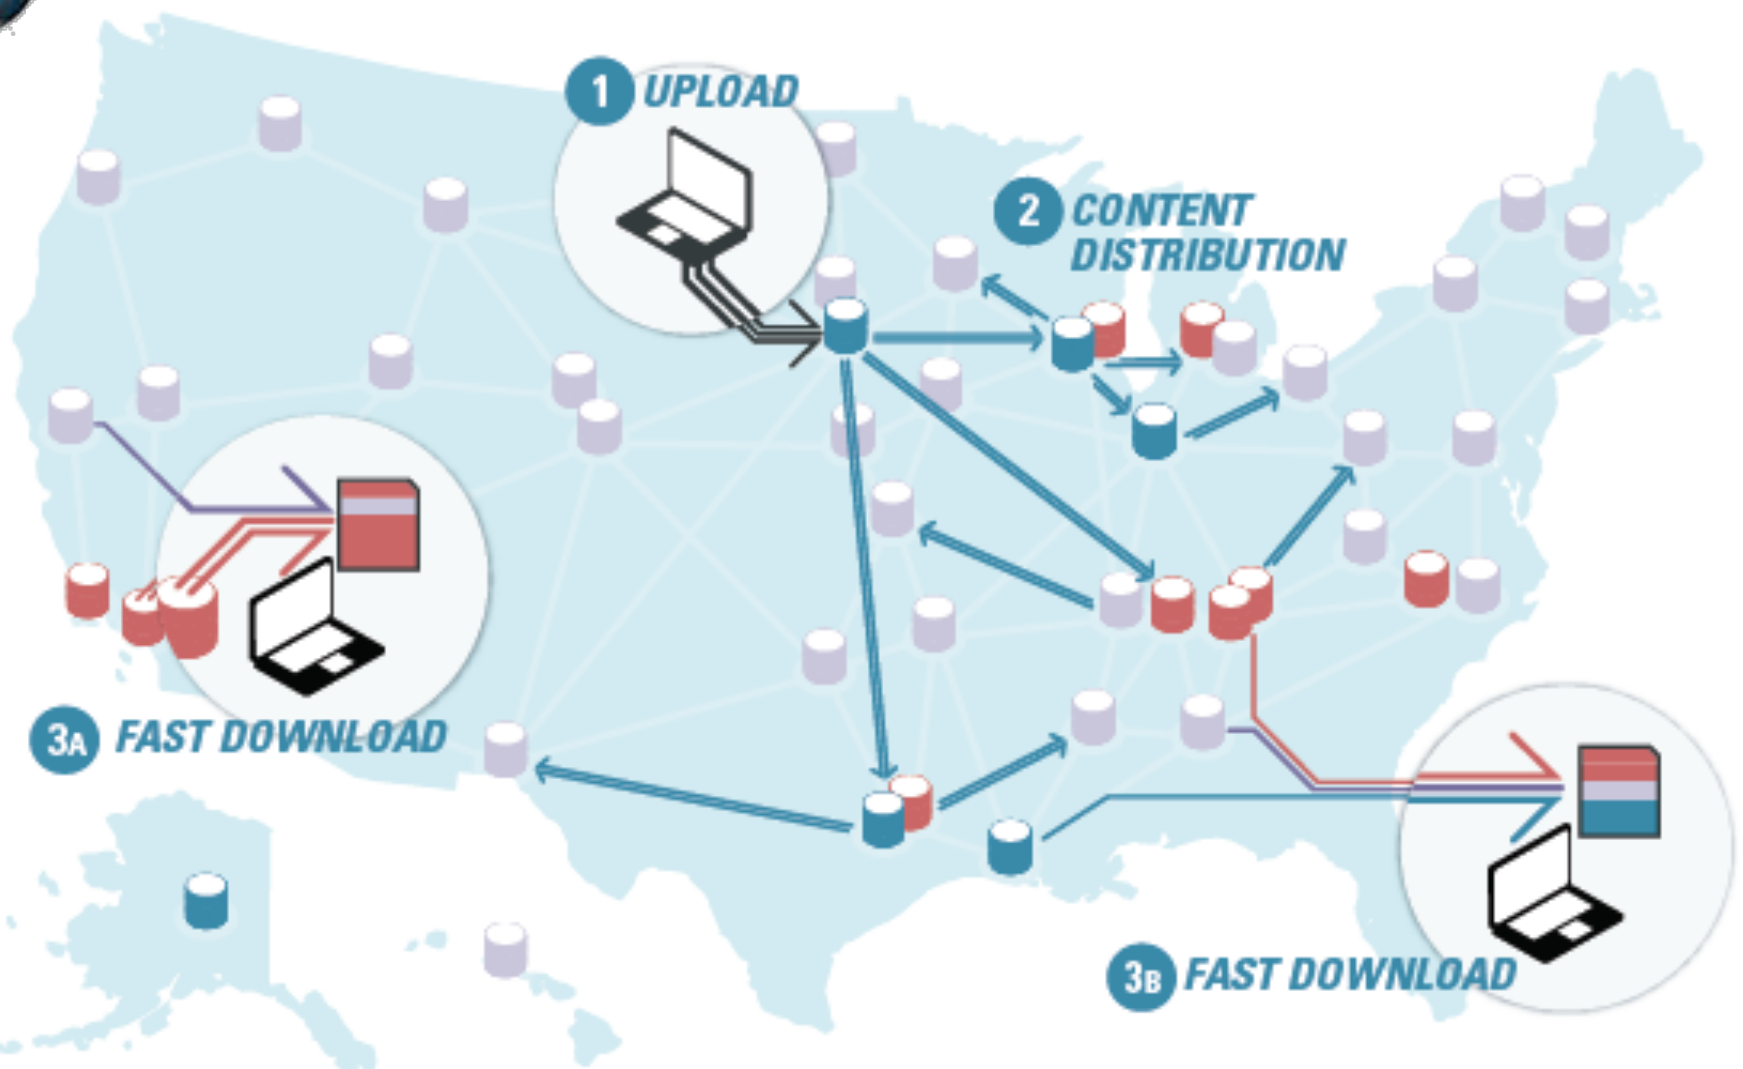 1 UPLOAD
2 CONTENT
DISTRIBUTION
3A FAST DOWNLOAD
3B FAST DOWNLOAD